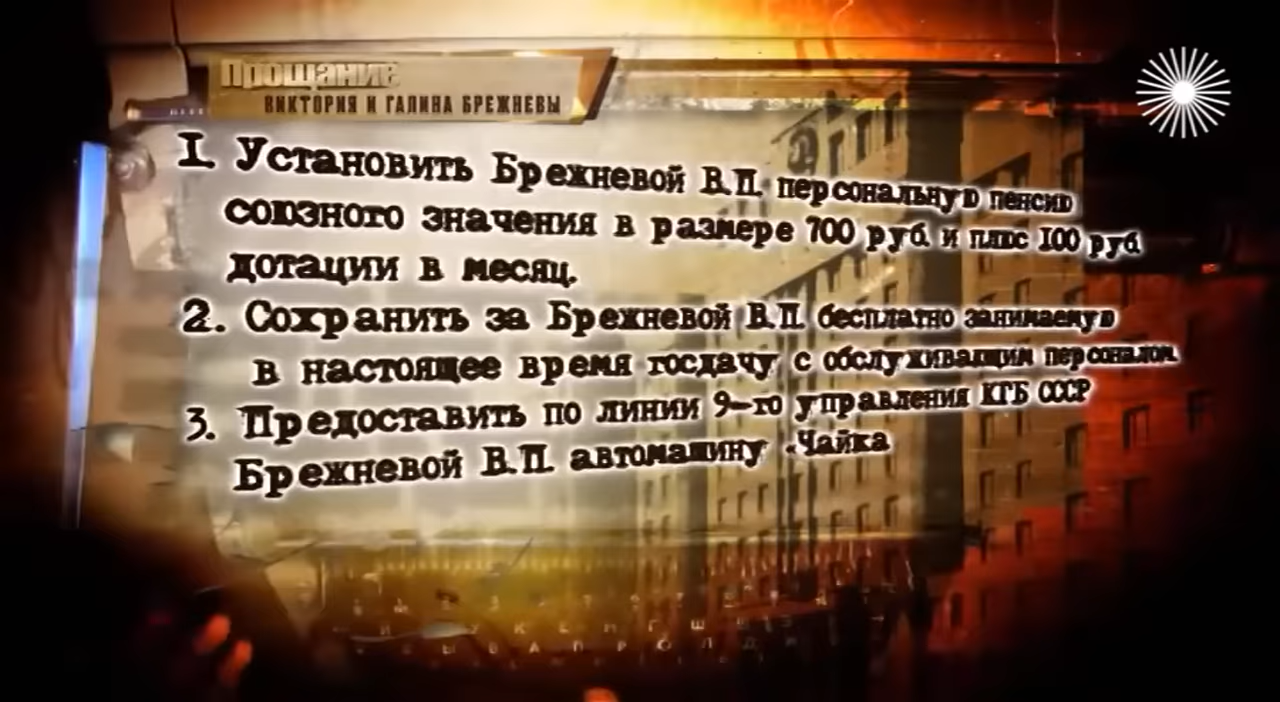 Прощание
ВИКТОРИЯ И ГАЛИНА БРЕЖНЕВЫ
1. Установить Брежневой В.П. персональную пенсию
союзного значения в размере 700 руб. и плюс 100 руб.
дотации в месяц.
2. Сохранить за Брежневой В.П. бесплатно занимаемую
в настоящее время госдачу с обслуживающим персоналом.
3. Предоставить по линии 9-го управления КГБ СССР
Брежневой В.П. автомашину «Чайка
Й У К Е Н Г Ш Щ З
Ф Ы В А П Р О Л Д Ж